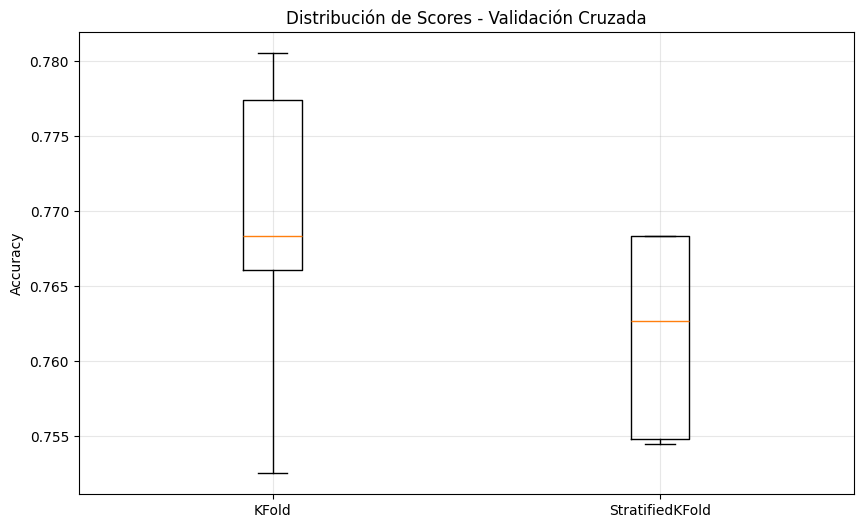 Distribución de Scores - Validación Cruzada
Accuracy
0.780
0.775
0.770
0.765
0.760
0.755
KFold
StratifiedKFold